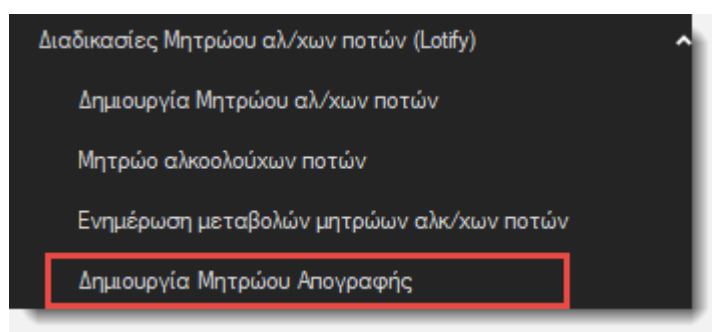 Διαδικασίες Μητρώου αλ/χων ποτών (Lotify)
Δημιουργία Μητρώου αλ/χων ποτών
Μητρώο αλκοολούχων ποτών
Ενημέρωση μεταβολών μητρώων αλκ/χων ποτών
Δημιουργία Μητρώου Απογραφής